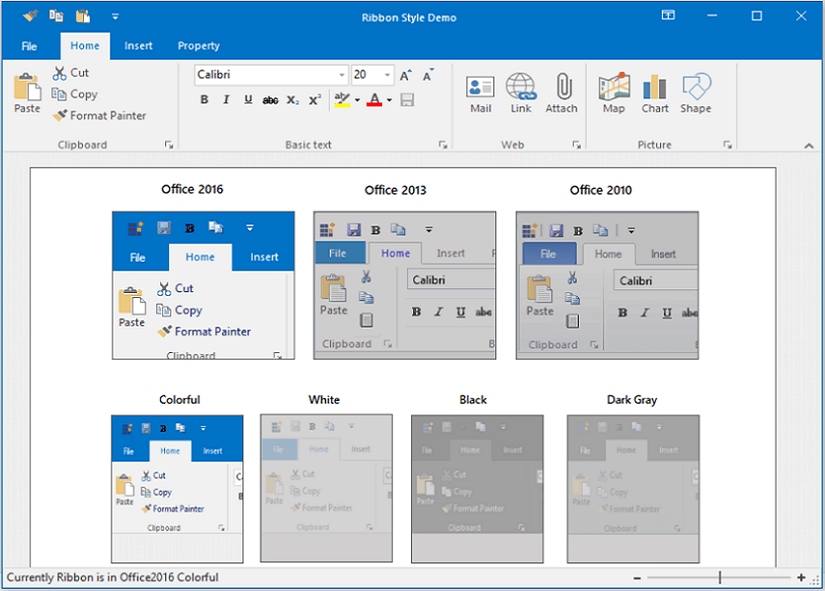 Ribbon Style Demo
File Home Insert Property
Cut
Copy
Format Painter
Paste
Clipboard
Calibri 20 A A
B I U abc X₂ X² ab A
Basic text
Mail Link Attach
Web
Map Chart Shape
Picture
Office 2016 Office 2013 Office 2010
B
File Home Insert
Cut
Copy
Format Painter
Paste
Clipboard
B
File Home Insert
Calibri
Paste
B I U abc
Clipboard
B
File Home Insert
Calibri
Paste
B I U abc
Clipboard
Colorful White Black Dark Gray
B
File Home Insert
Cut
Copy
Format Painter
Paste
Clipboard
B
File Home Insert
Cut
Copy
Format Painter
Paste
Clipboard
File Home Insert
Cut
Copy
Format Painter
Paste
Clipboard
File Home Insert
Cut
Copy
Format Painter
Paste
Clipboard
Currently Ribbon is in Office2016 Colorful